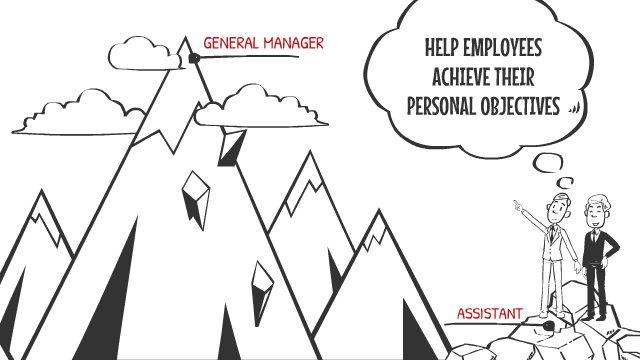 GENERAL MANAGER
HELP EMPLOYEES
ACHIEVE THEIR
PERSONAL OBJECTIVES
ASSISTANT